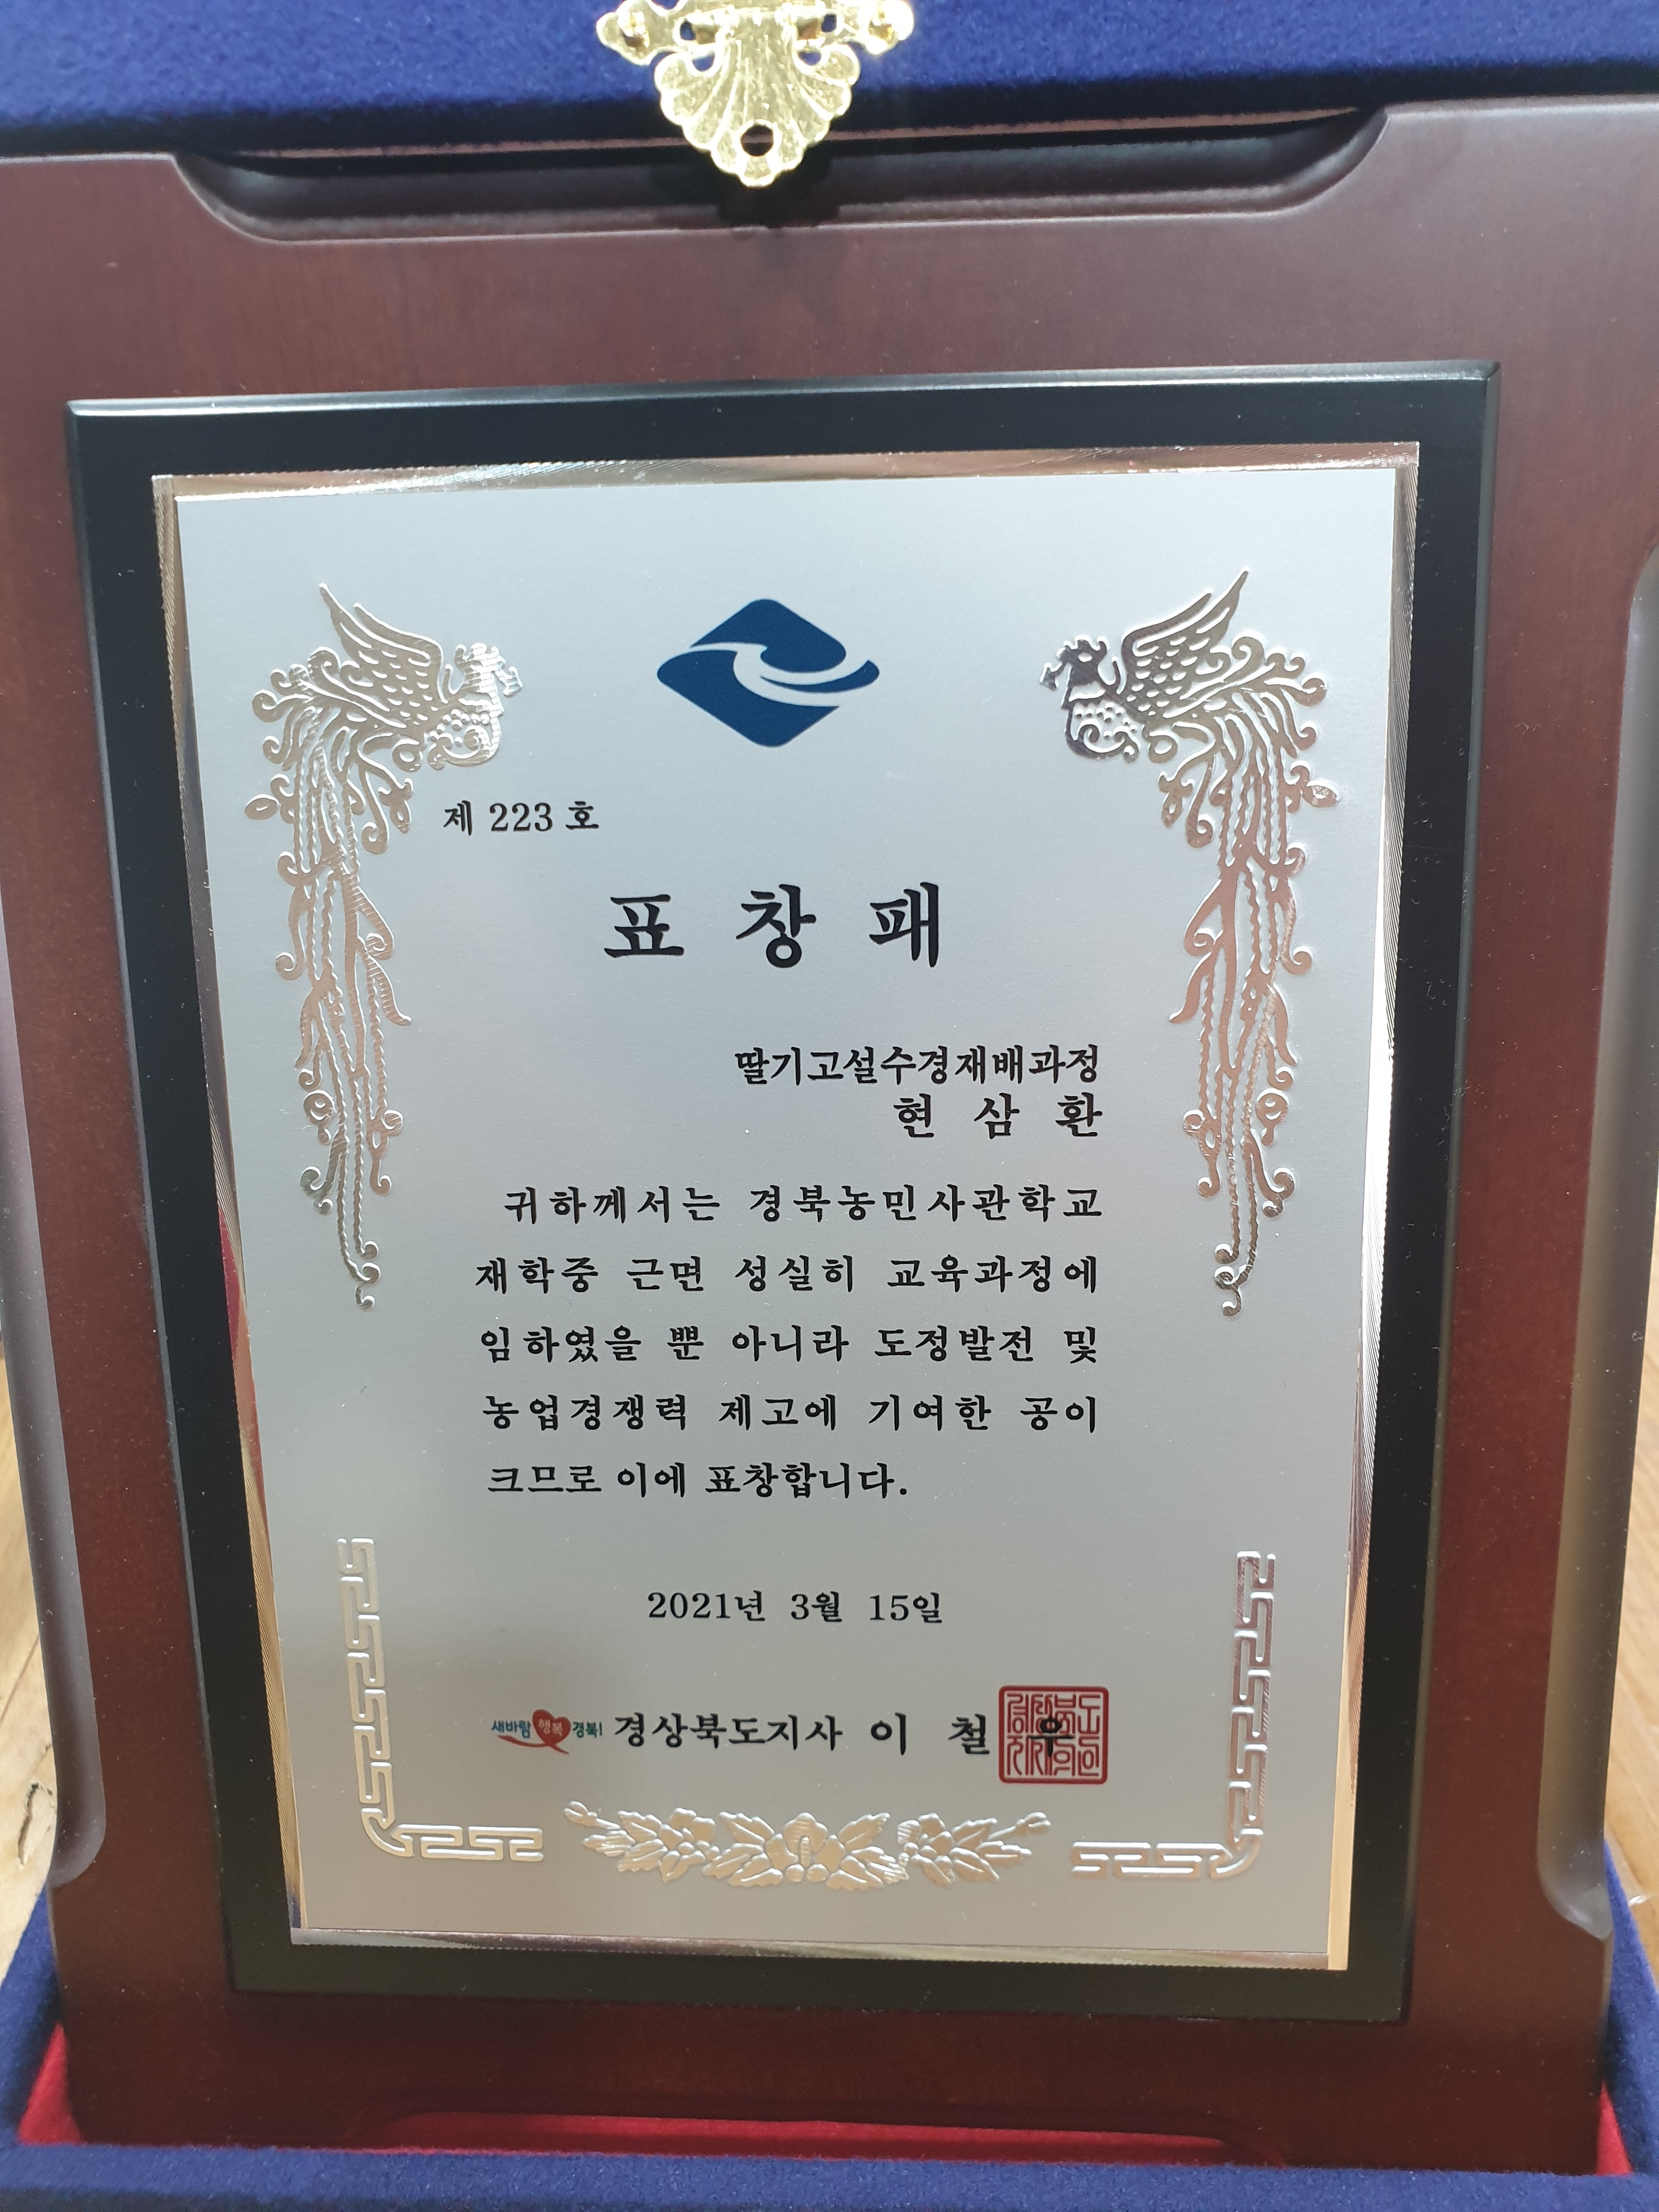 제 223 호
표 창 패
딸기고설수경재배과정
현 삼 환
귀하께서는 경북농민사관학교
재학중 근면 성실히 교육과정에
임하였을 뿐 아니라 도정발전 및
농업경쟁력 제고에 기여한 공이
크므로 이에 표창합니다.
2021년 3월 15일
새바람 행복 경북! 경상북도지사 이 철 우